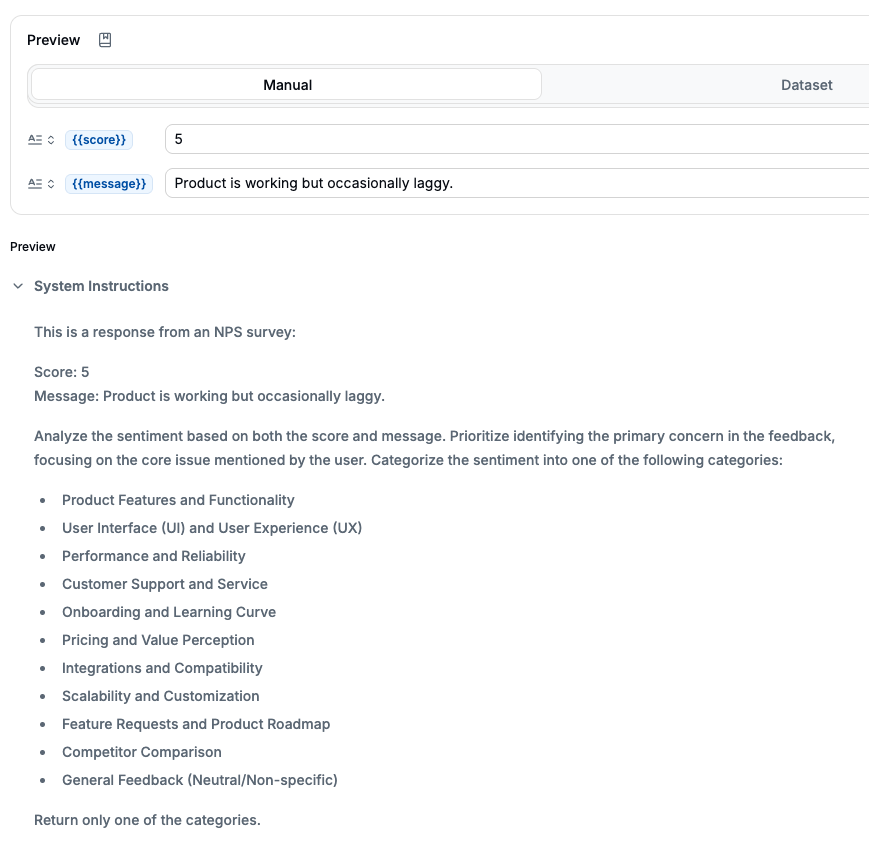 Preview
Manual
Dataset
{{score}}
5
{{message}}
Product is working but occasionally laggy.
Preview
System Instructions
This is a response from an NPS survey:
Score: 5
Message: Product is working but occasionally laggy.
Analyze the sentiment based on both the score and message. Prioritize identifying the primary concern in the feedback,
focusing on the core issue mentioned by the user. Categorize the sentiment into one of the following categories:
• Product Features and Functionality
• User Interface (UI) and User Experience (UX)
• Performance and Reliability
• Customer Support and Service
• Onboarding and Learning Curve
• Pricing and Value Perception
• Integrations and Compatibility
• Scalability and Customization
• Feature Requests and Product Roadmap
• Competitor Comparison
• General Feedback (Neutral/Non-specific)
Return only one of the categories.